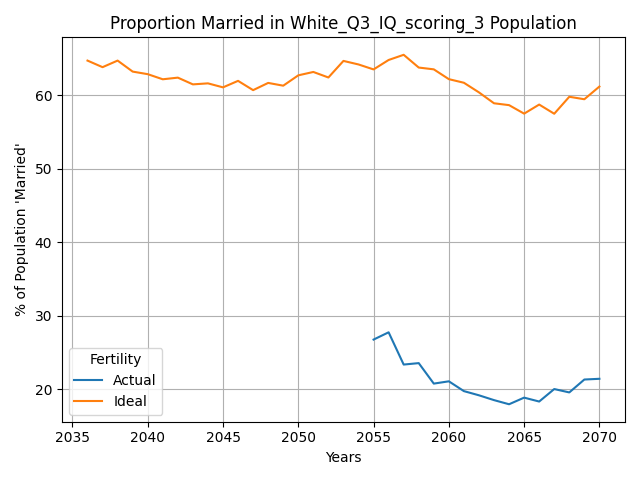 Proportion Married in White_Q3_IQ_scoring_3 Population
% of Population 'Married'
60
50
40
30
20
Fertility
Actual
Ideal
2035 2040 2045 2050 2055 2060 2065 2070
Years